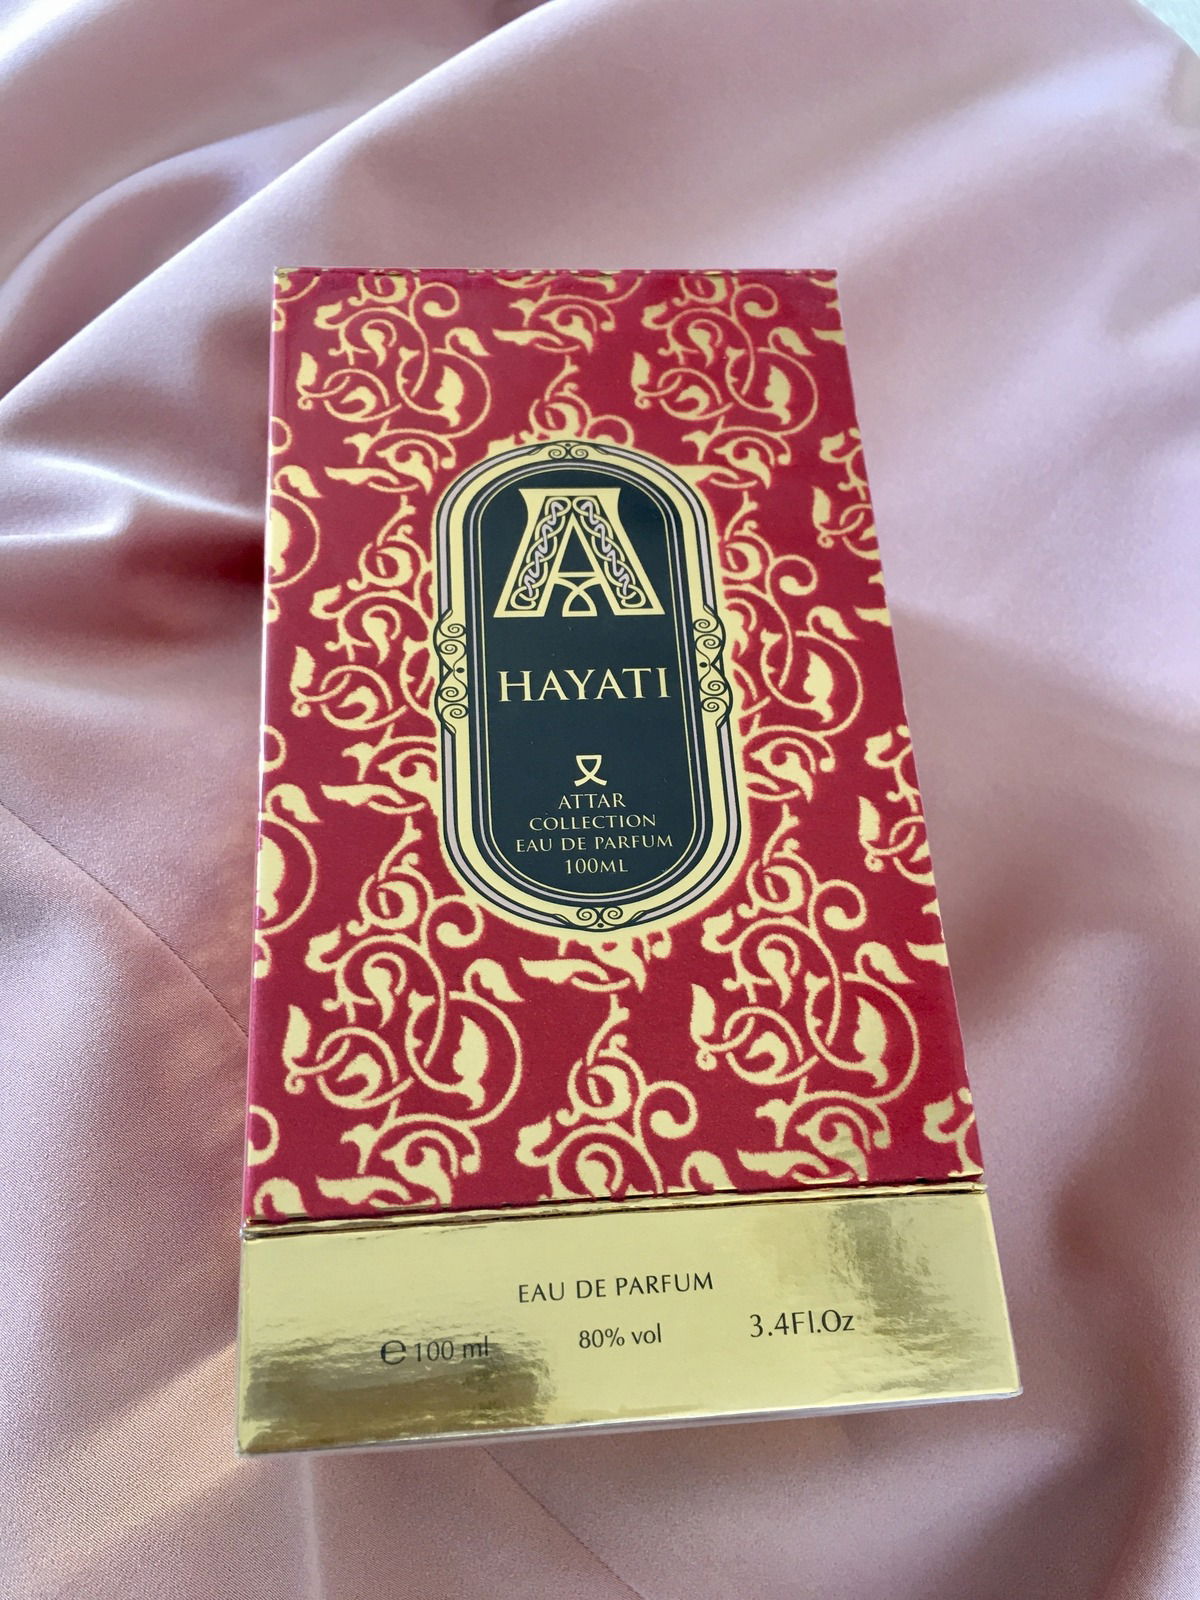 A
HAYATI
ATTAR
COLLECTION
EAU DE PARFUM
100ML
EAU DE PARFUM
℮ 100 ml 80% vol 3.4Fl.Oz